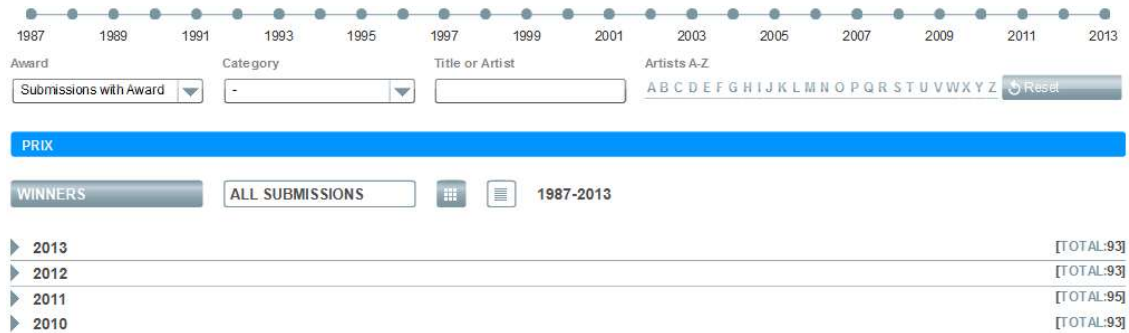 1987 1989 1991 1993 1995 1997 1999 2001 2003 2005 2007 2009 2011 2013
Award Category Title or Artist Artists A-Z
Submissions with Award - A B C D E F G H I J K L M N O P Q R S T U V W X Y Z Reset
PRIX
WINNERS ALL SUBMISSIONS 1987-2013
2013 [TOTAL:93]
2012 [TOTAL:93]
2011 [TOTAL:95]
2010 [TOTAL:93]